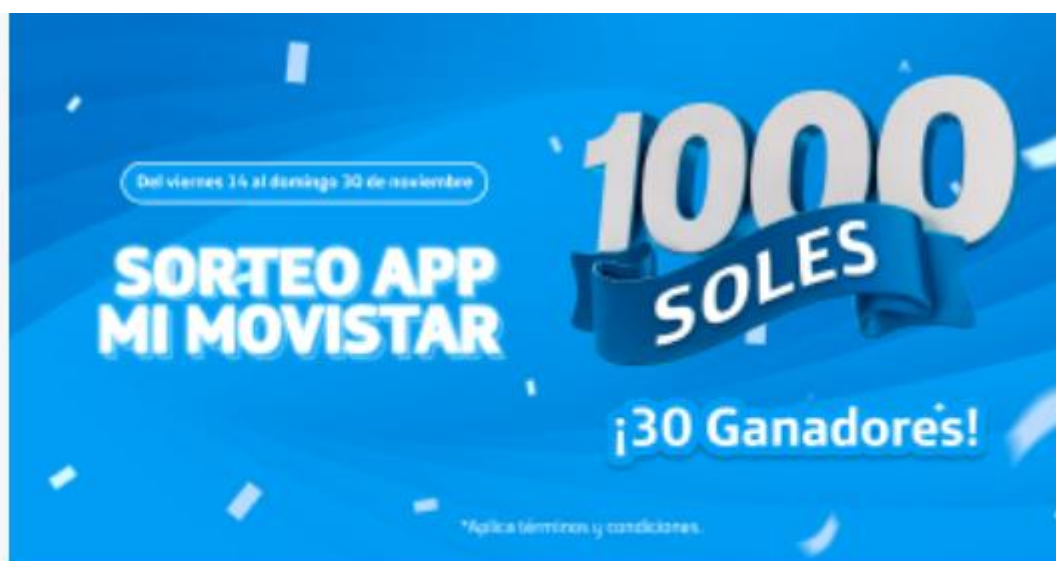 Del viernes 14 al domingo 30 de noviembre
SORTEO APP
MI MOVISTAR
1000
SOLES
¡30 Ganadores!
*Aplica términos y condiciones.